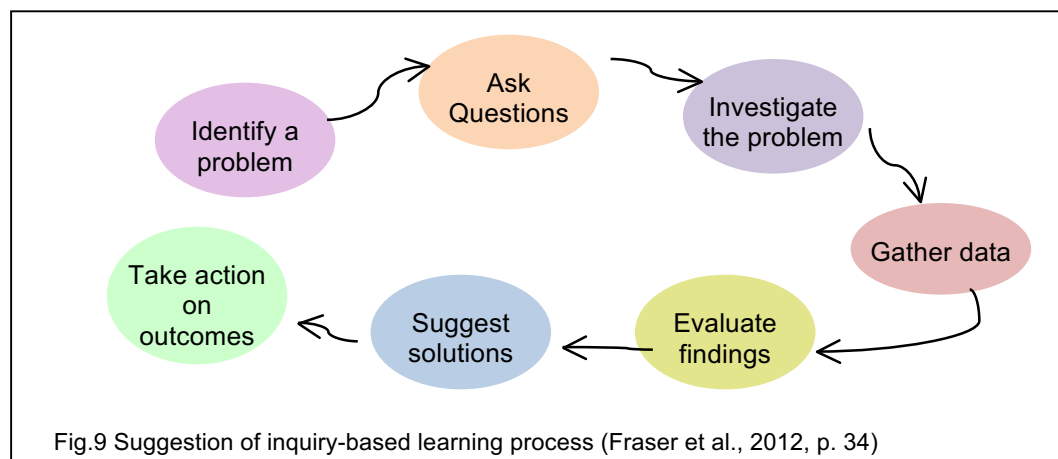 Identify a
problem
Ask
Questions
Investigate
the problem
Gather data
Evaluate
findings
Suggest
solutions
Take action
on
outcomes
Fig.9 Suggestion of inquiry-based learning process (Fraser et al., 2012, p. 34)